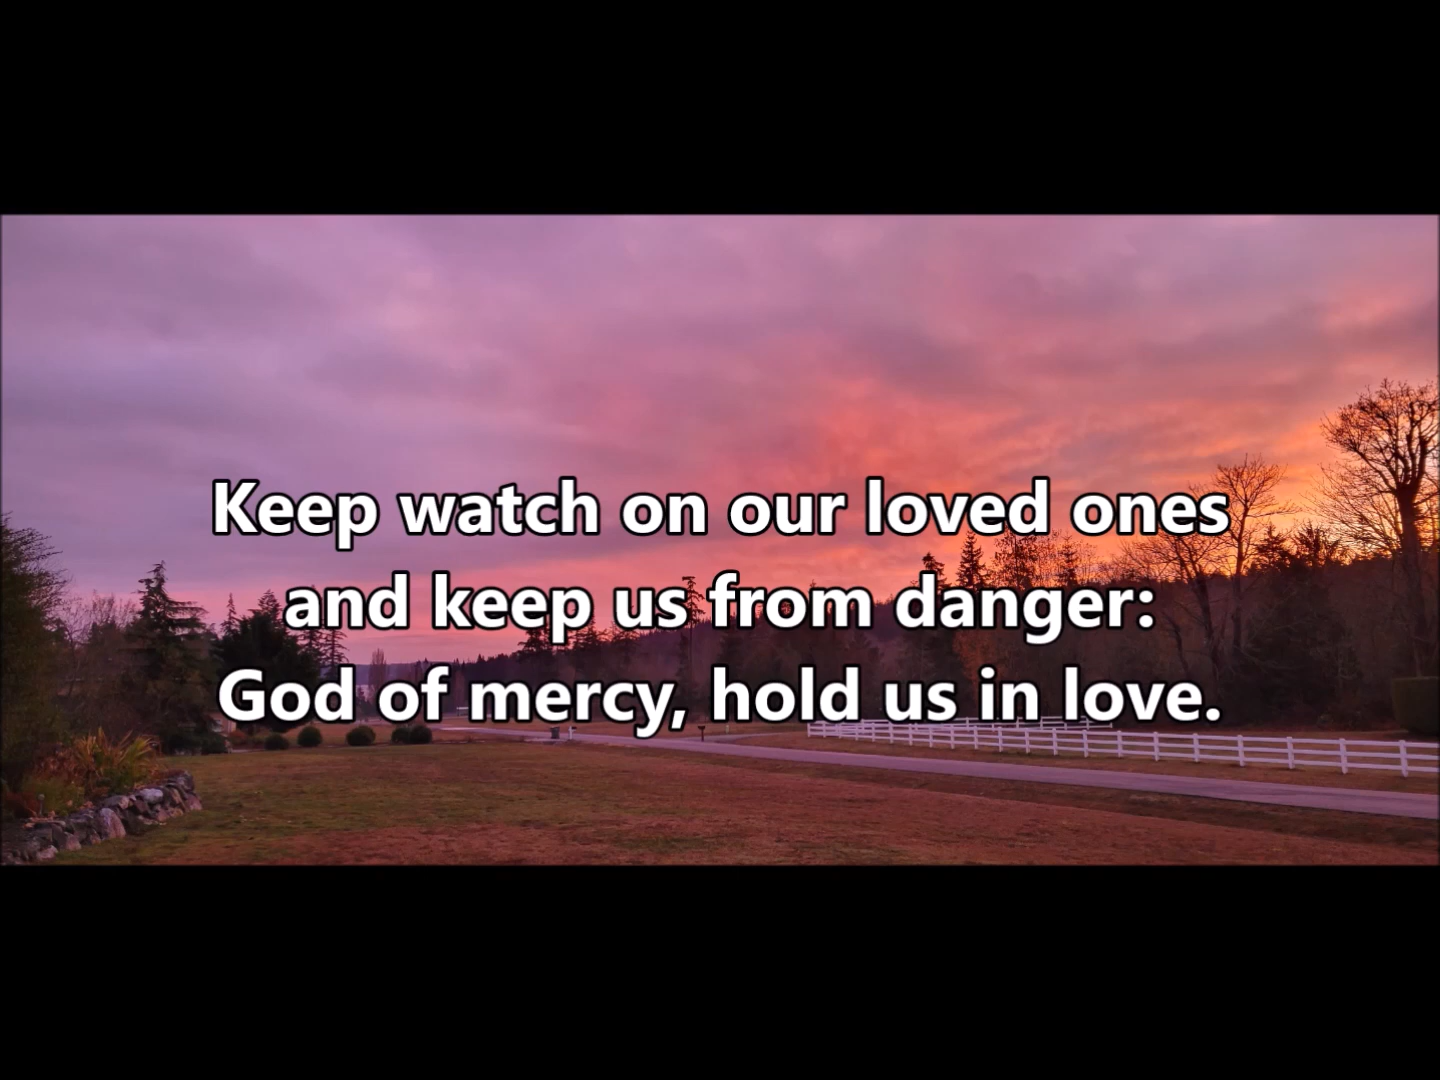 Keep watch on our loved ones
and keep us from danger:
God of mercy, hold us in love.